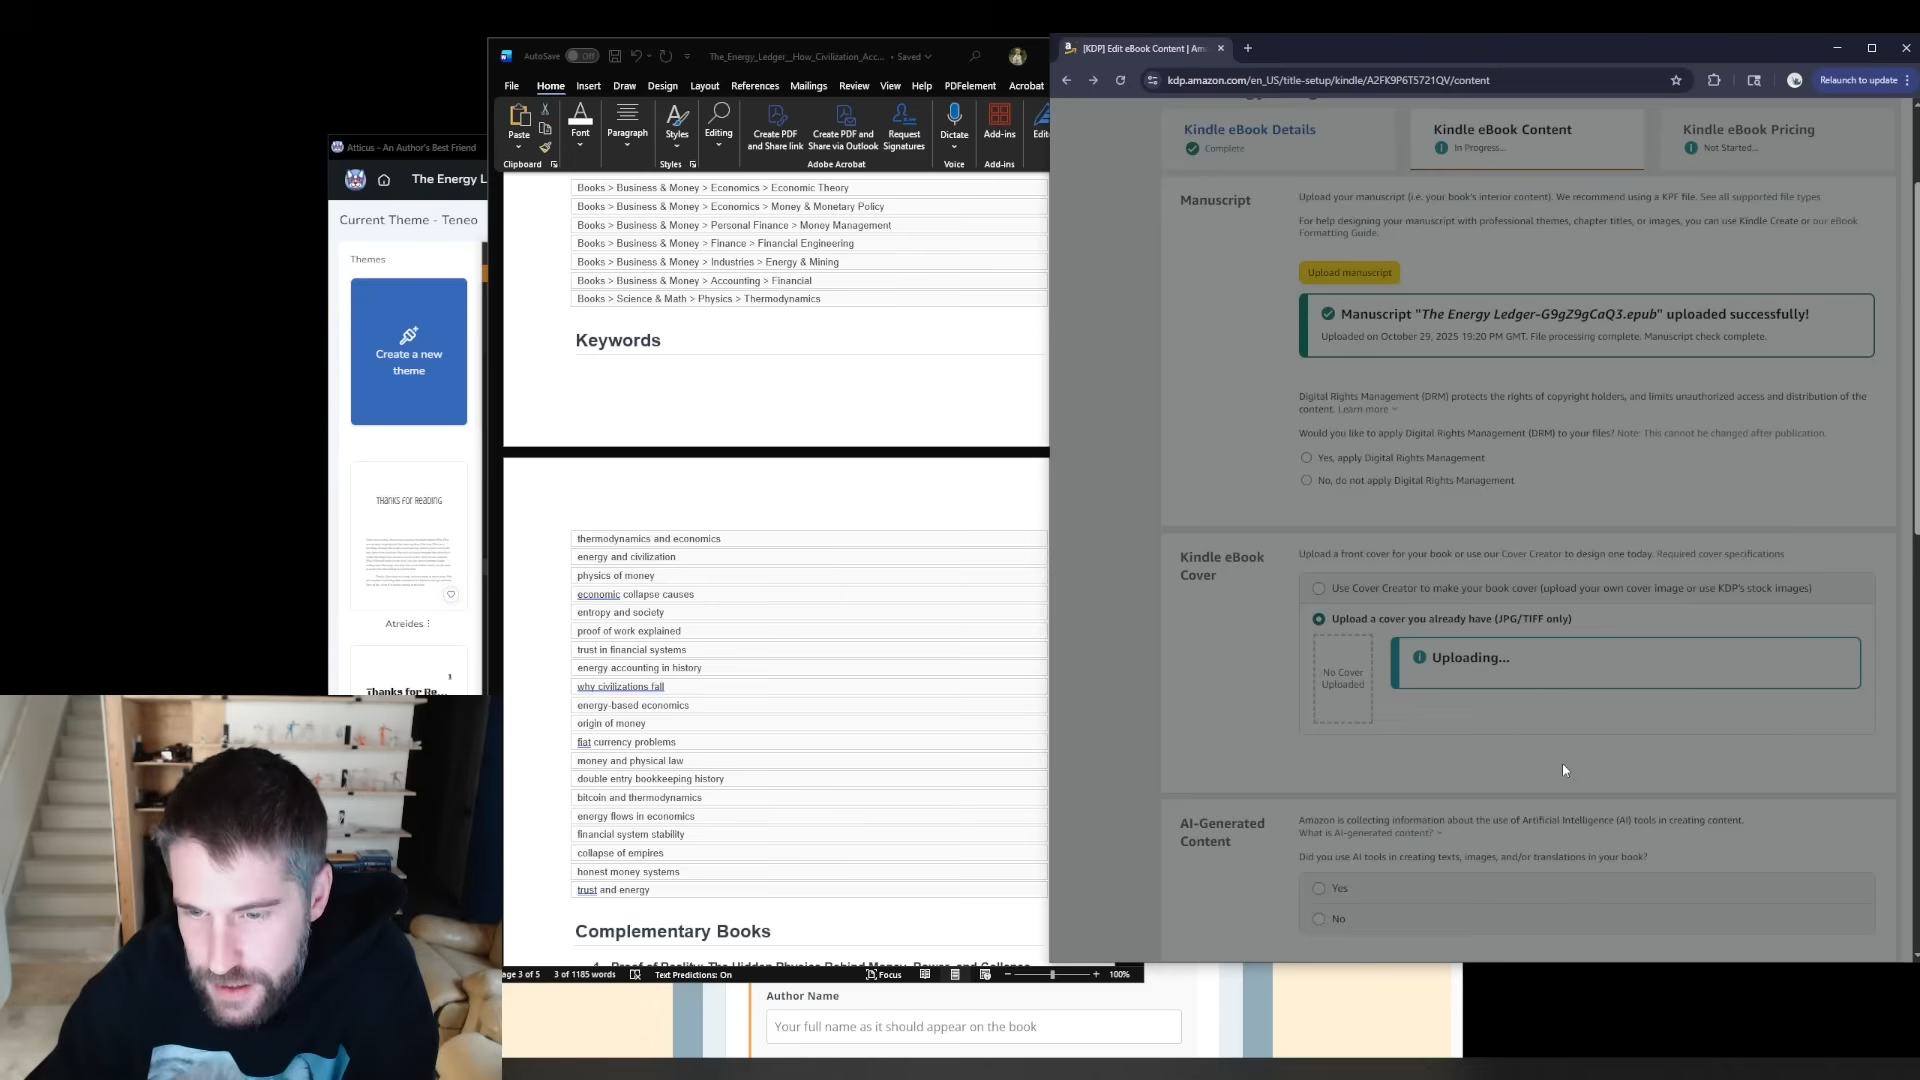 Atticus - An Author's Best Friend
The Energy L
Current Theme - Teneo
Themes
Create a new
theme
THANKS FOR READING
Atreides
1
Thanks for Re...
AutoSave Off
The_Energy_Ledger__How_Civilization_Acc... • Saved
File Home Insert Draw Design Layout References Mailings Review View Help PDFelement Acrobat
Paste
Font
Paragraph
Styles
Editing
Create PDF
and Share link
Create PDF and
Share via Outlook
Request
Signatures
Dictate
Add-ins
Clipboard
Styles
Adobe Acrobat
Voice
Add-ins
Books > Business & Money > Economics > Economic Theory
Books > Business & Money > Economics > Money & Monetary Policy
Books > Business & Money > Personal Finance > Money Management
Books > Business & Money > Finance > Financial Engineering
Books > Business & Money > Industries > Energy & Mining
Books > Business & Money > Accounting > Financial
Books > Science & Math > Physics > Thermodynamics
Keywords
thermodynamics and economics
energy and civilization
physics of money
economic collapse causes
entropy and society
proof of work explained
trust in financial systems
energy accounting in history
why civilizations fall
energy-based economics
origin of money
fiat currency problems
money and physical law
double entry bookkeeping history
bitcoin and thermodynamics
energy flows in economics
financial system stability
collapse of empires
honest money systems
trust and energy
Complementary Books
1. Proof of Reality: The Hidden Physics Behind Money, Power, and Collapse
age 3 of 5 3 of 1185 words Text Predictions: On Focus 100%
Author Name
Your full name as it should appear on the book
[KDP] Edit eBook Content | Am
kdp.amazon.com/en_US/title-setup/kindle/A2FK9P6T5721QV/content
Relaunch to update
Kindle eBook Details
Complete
Kindle eBook Content
In Progress...
Kindle eBook Pricing
Not Started...
Manuscript
Upload your manuscript (i.e. your book's interior content). We recommend using a KPF file. See all supported file types
For help designing your manuscript with professional themes, chapter titles, or images, you can use Kindle Create or our eBook
Formatting Guide.
Upload manuscript
Manuscript "The Energy Ledger-G9gZ9gCaQ3.epub" uploaded successfully!
Uploaded on October 29, 2025 19:20 PM GMT. File processing complete. Manuscript check complete.
Digital Rights Management (DRM) protects the rights of copyright holders, and limits unauthorized access and distribution of the
content. Learn more
Would you like to apply Digital Rights Management (DRM) to your files? Note: This cannot be changed after publication.
Yes, apply Digital Rights Management
No, do not apply Digital Rights Management
Kindle eBook
Cover
Upload a front cover for your book or use our Cover Creator to design one today. Required cover specifications
Use Cover Creator to make your book cover (upload your own cover image or use KDP's stock images)
Upload a cover you already have (JPG/TIFF only)
No Cover
Uploaded
Uploading...
AI-Generated
Content
Amazon is collecting information about the use of Artificial Intelligence (AI) tools in creating content.
What is AI-generated content?
Did you use AI tools in creating texts, images, and/or translations in your book?
Yes
No